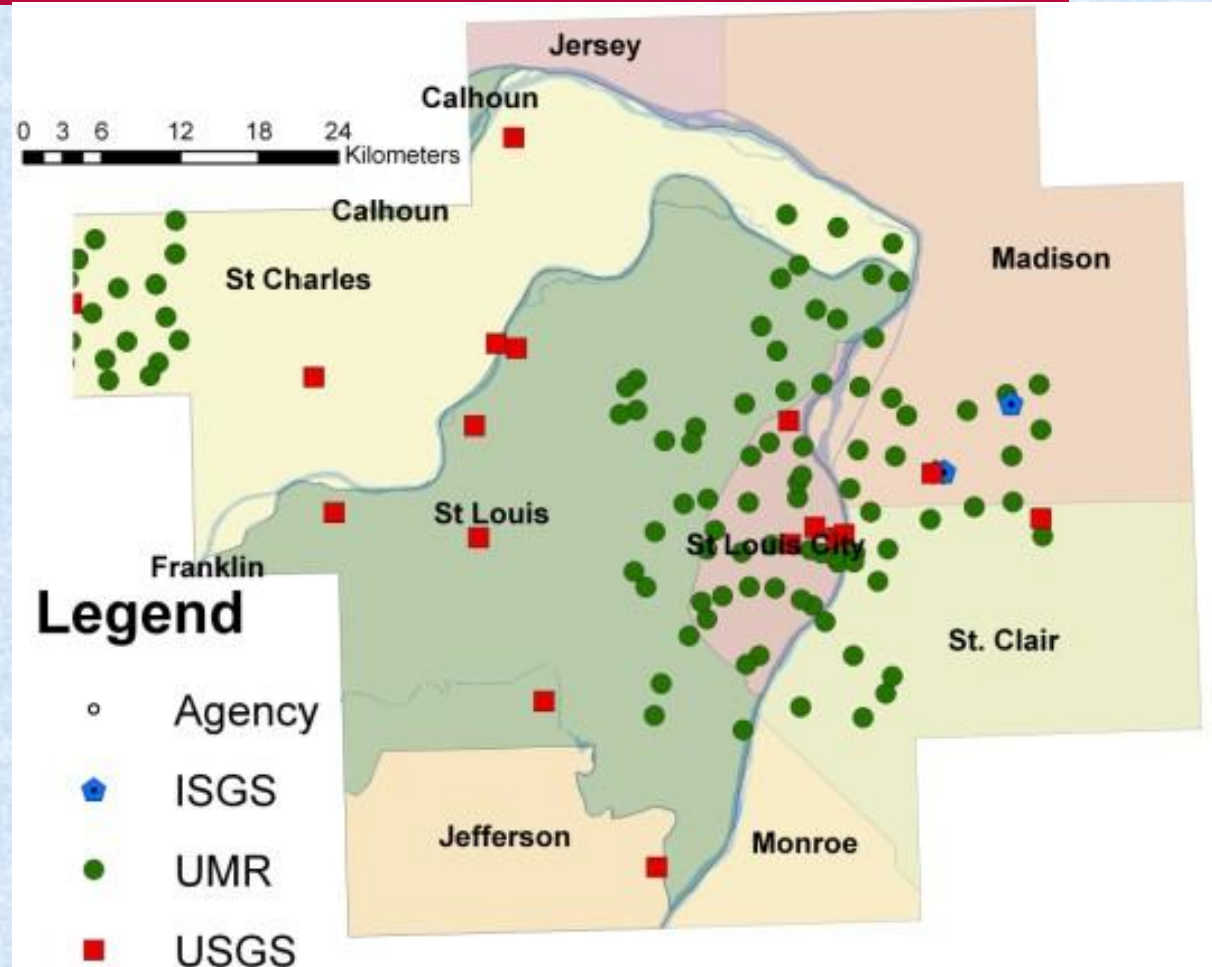 Jersey
Calhoun
0 3 6 12 18 24
Kilometers
Calhoun
St Charles
Madison
St Louis
St Louis City
Franklin
Legend
St. Clair
Agency
ISGS
Jefferson
Monroe
UMR
USGS